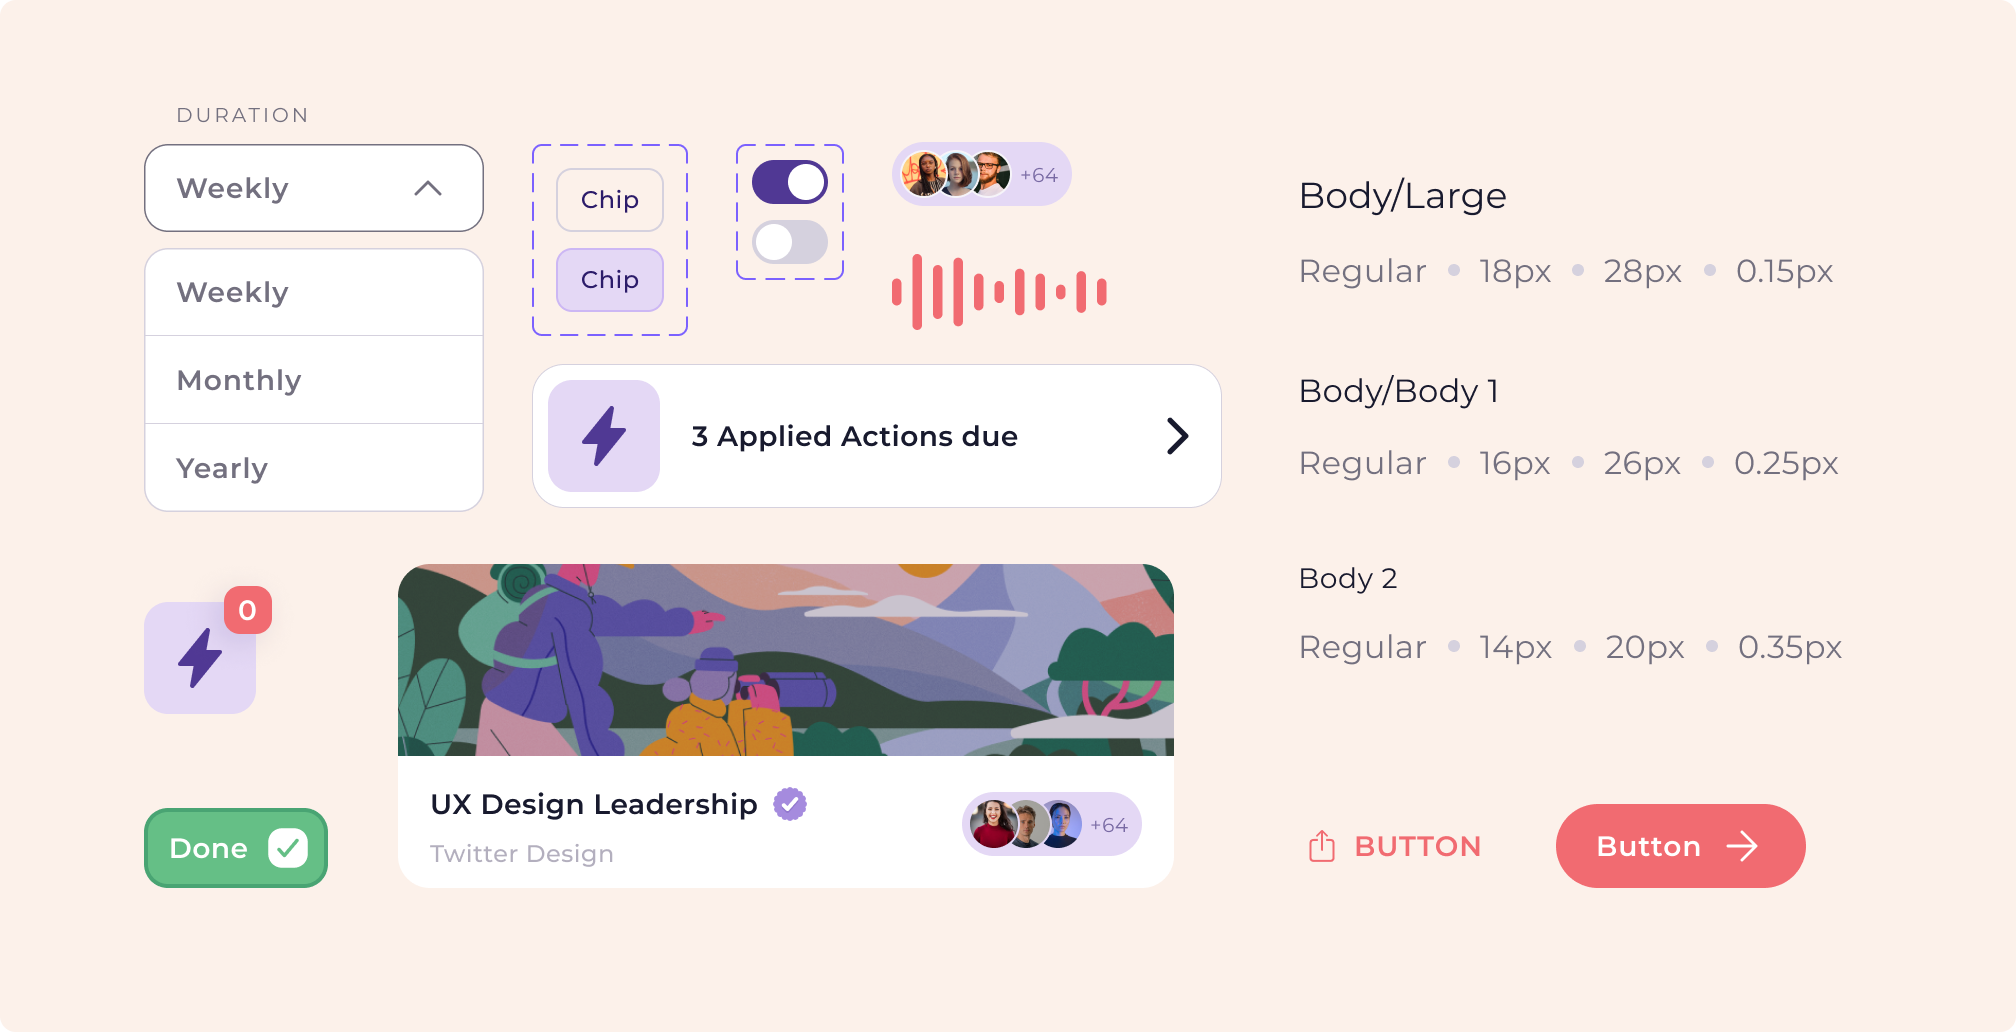 DURATION
Weekly
Weekly
Monthly
Yearly
Chip
Chip
+64
3 Applied Actions due
0
Done
UX Design Leadership
Twitter Design
+64
Body/Large
Regular • 18px • 28px • 0.15px
Body/Body 1
Regular • 16px • 26px • 0.25px
Body 2
Regular • 14px • 20px • 0.35px
BUTTON
Button